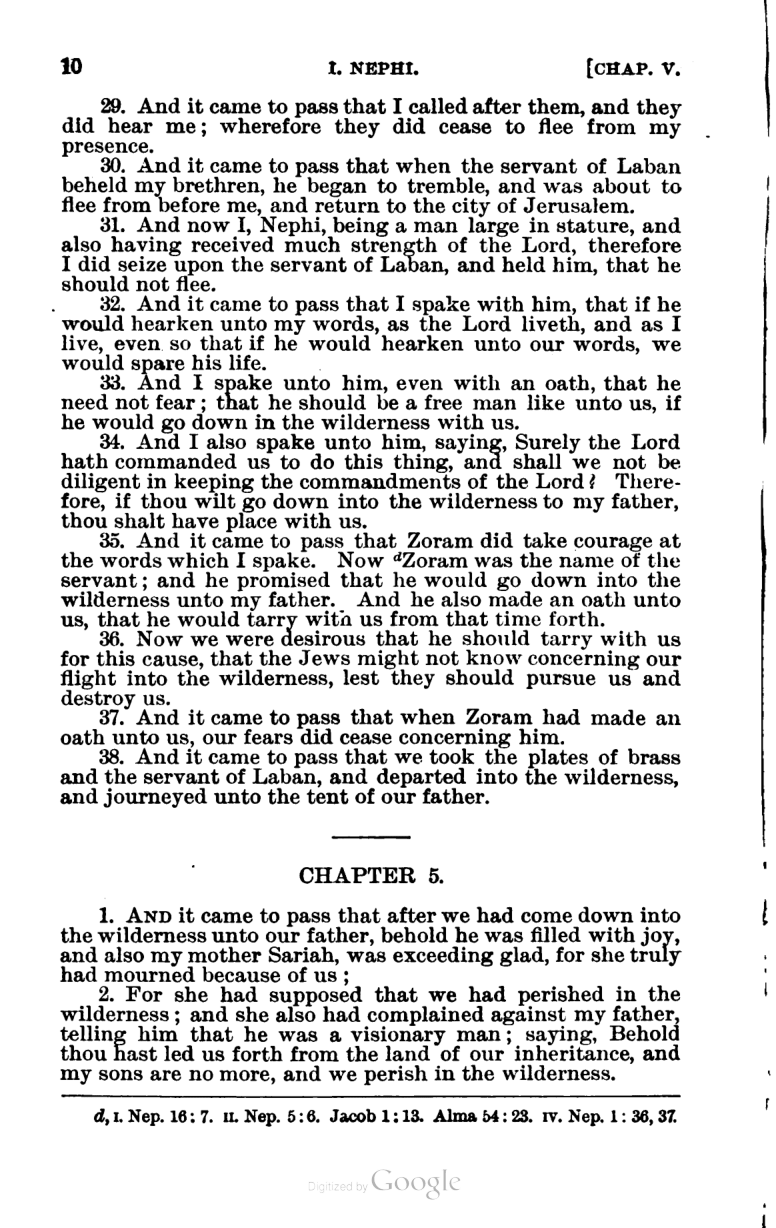 10 I. NEPHI. [CHAP. V.
29. And it came to pass that I called after them, and they
did hear me; wherefore they did cease to flee from my
presence.
30. And it came to pass that when the servant of Laban
beheld my brethren, he began to tremble, and was about to
flee from before me, and return to the city of Jerusalem.
31. And now I, Nephi, being a man large in stature, and
also having received much strength of the Lord, therefore
I did seize upon the servant of Laban, and held him, that he
should not flee.
32. And it came to pass that I spake with him, that if he
would hearken unto my words, as the Lord liveth, and as I
live, even so that if he would hearken unto our words, we
would spare his life.
33. And I spake unto him, even with an oath, that he
need not fear; that he should be a free man like unto us, if
he would go down in the wilderness with us.
34. And I also spake unto him, saying, Surely the Lord
hath commanded us to do this thing, and shall we not be
diligent in keeping the commandments of the Lord? There-
fore, if thou wilt go down into the wilderness to my father,
thou shalt have place with us.
35. And it came to pass that Zoram did take courage at
the words which I spake. Now dZoram was the name of the
servant; and he promised that he would go down into the
wilderness unto my father. And he also made an oath unto
us, that he would tarry with us from that time forth.
36. Now we were desirous that he should tarry with us
for this cause, that the Jews might not know concerning our
flight into the wilderness, lest they should pursue us and
destroy us.
37. And it came to pass that when Zoram had made an
oath unto us, our fears did cease concerning him.
38. And it came to pass that we took the plates of brass
and the servant of Laban, and departed into the wilderness,
and journeyed unto the tent of our father.
CHAPTER 5.
1. AND it came to pass that after we had come down into
the wilderness unto our father, behold he was filled with joy,
and also my mother Sariah, was exceeding glad, for she truly
had mourned because of us;
2. For she had supposed that we had perished in the
wilderness; and she also had complained against my father,
telling him that he was a visionary man; saying, Behold
thou hast led us forth from the land of our inheritance, and
my sons are no more, and we perish in the wilderness.
d, I. Nep. 16: 7. II. Nep. 5: 6. Jacob 1: 13. Alma 54: 23. IV. Nep. 1: 36, 37.
Digitized by Google